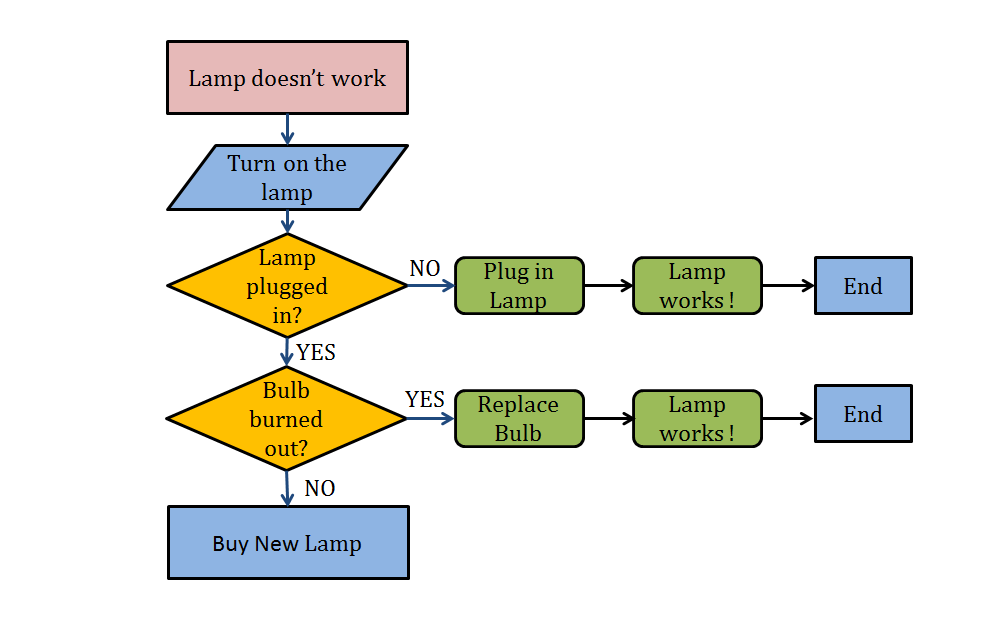 Lamp doesn't work
Turn on the
lamp
Lamp
plugged
in?
NO
Plug in
Lamp
Lamp
works !
End
YES
Bulb
burned
out?
YES
Replace
Bulb
Lamp
works !
End
NO
Buy New Lamp